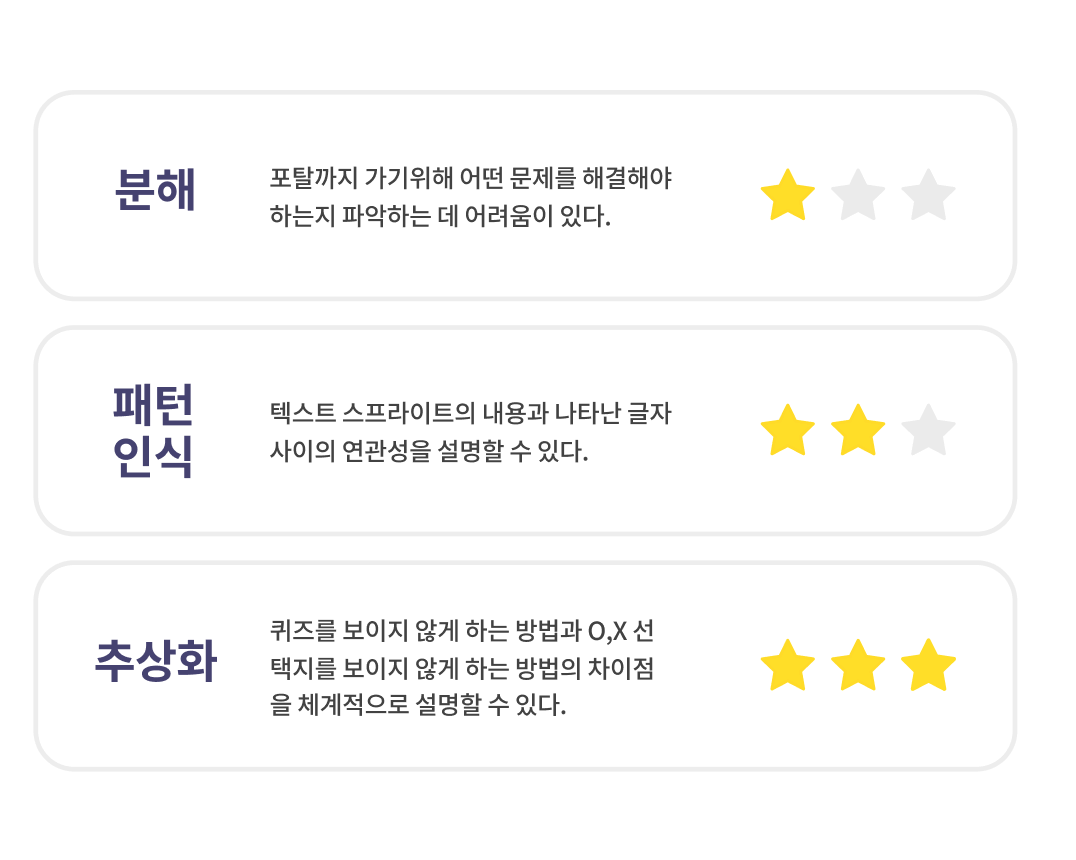 분해
포탈까지 가기위해 어떤 문제를 해결해야
하는지 파악하는 데 어려움이 있다.
패턴
인식
텍스트 스프라이트의 내용과 나타난 글자
사이의 연관성을 설명할 수 있다.
추상화
퀴즈를 보이지 않게 하는 방법과 O,X 선
택지를 보이지 않게 하는 방법의 차이점
을 체계적으로 설명할 수 있다.